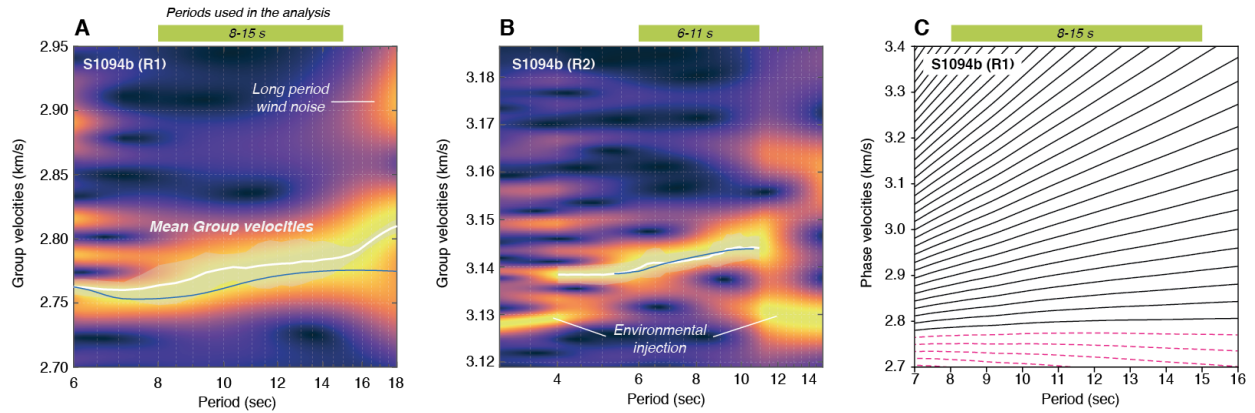 Periods used in the analysis
A
8-15 s
S1094b (R1)
Long period
wind noise
Mean Group velocities
Group velocities (km/s)
2.95
2.90
2.85
2.80
2.75
2.70
6
8
10
12
14
16
18
Period (sec)
B
6-11 s
S1094b (R2)
Environmental
injection
Group velocities (km/s)
3.18
3.17
3.16
3.15
3.14
3.13
3.12
4
6
8
10
12
14
Period (sec)
C
8-15 s
S1094b (R1)
Phase velocities (km/s)
3.4
3.3
3.2
3.1
3.0
2.9
2.8
2.7
7
8
9
10
11
12
13
14
15
16
Period (sec)